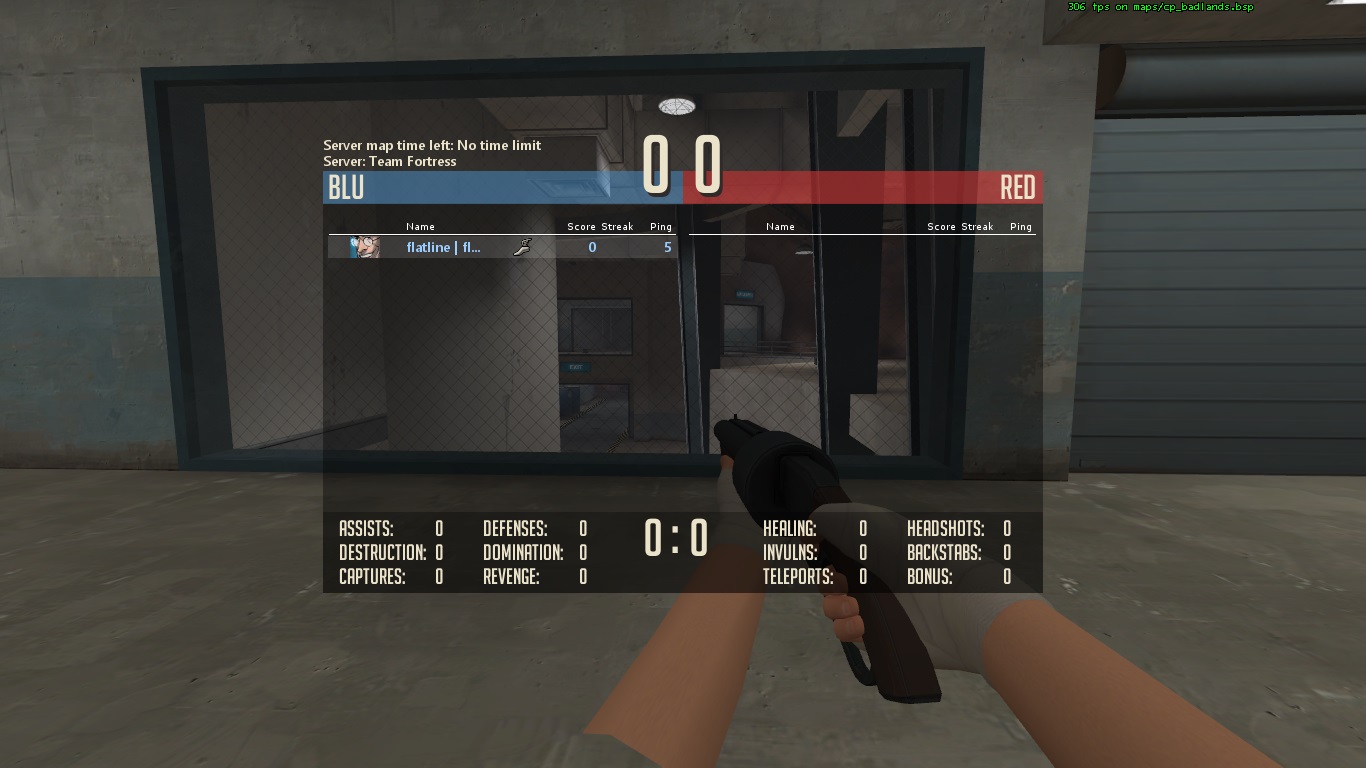 306 fps on maps/cp_badlands.bsp
Server map time left: No time limit
Server: Team Fortress
0 0
BLU RED
Name Score Streak Ping Name Score Streak Ping
flatline | fl... 0 5
EXIT
ASSISTS: 0 DEFENSES: 0 0:0 HEALING: 0 HEADSHOTS: 0
DESTRUCTION: 0 DOMINATION: 0 INVULNS: 0 BACKSTABS: 0
CAPTURES: 0 REVENGE: 0 TELEPORTS: 0 BONUS: 0